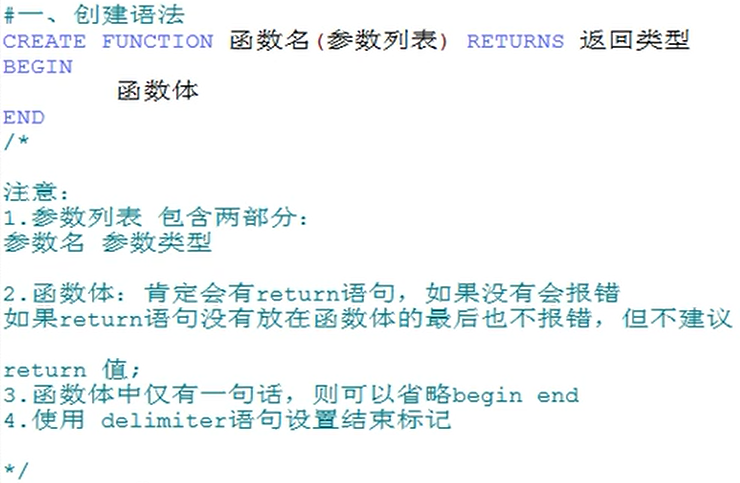 #一、创建语法
CREATE FUNCTION 函数名(参数列表) RETURNS 返回类型
BEGIN
函数体
END
/*
注意：
1.参数列表 包含两部分：
参数名 参数类型
2.函数体：肯定会有return语句，如果没有会报错
如果return语句没有放在函数体的最后也不报错，但不建议
return 值;
3.函数体中仅有一句话，则可以省略begin end
4.使用 delimiter语句设置结束标记
*/